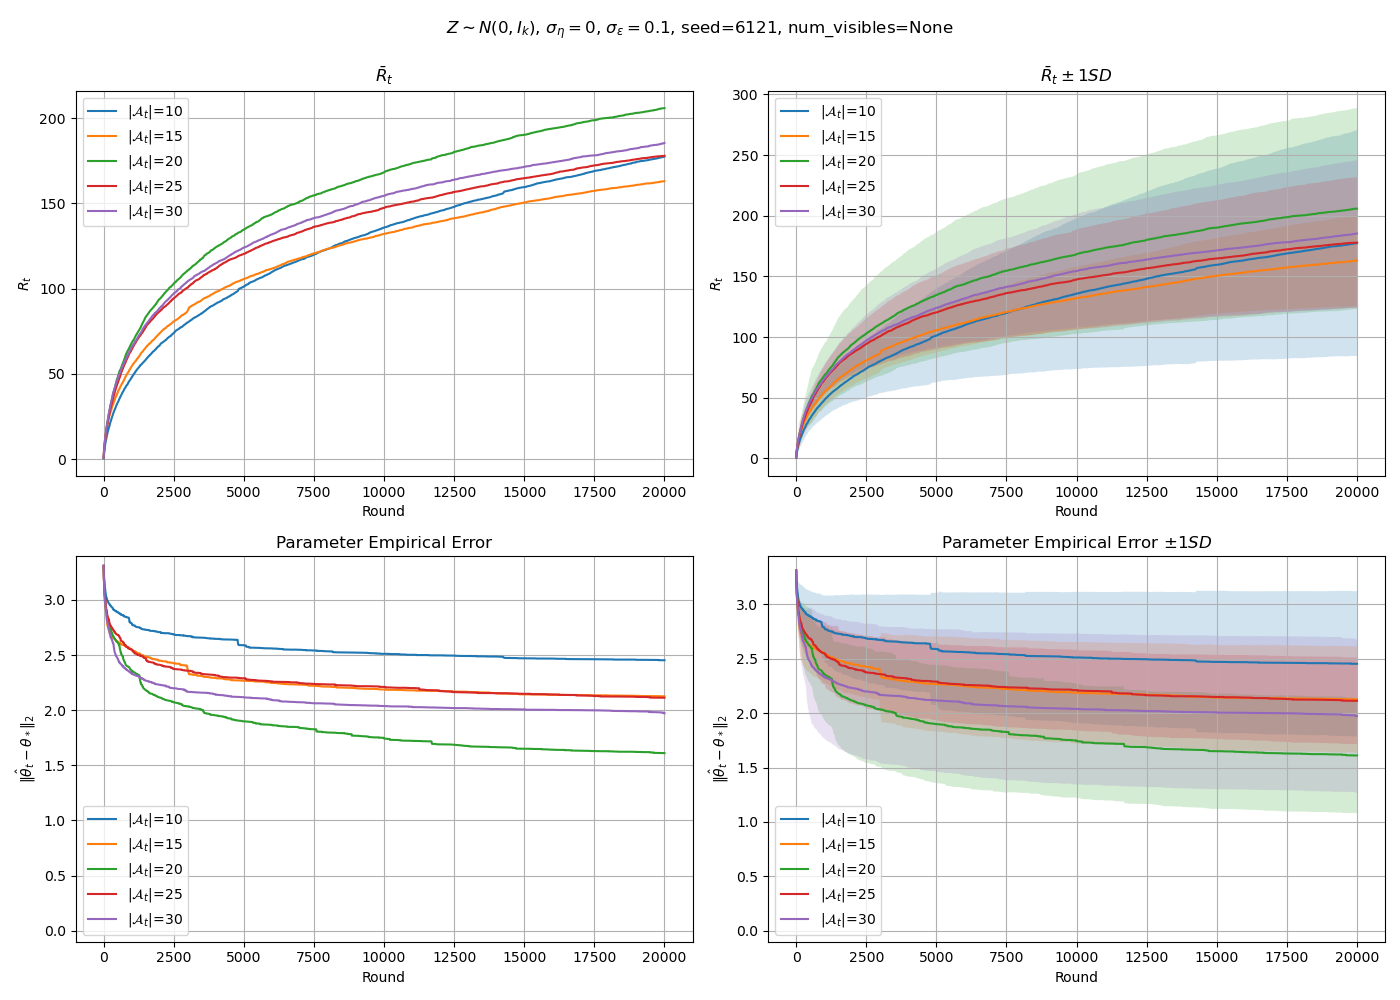 Z ∼ N(0, I_k), σ_η = 0, σ_ε = 0.1, seed=6121, num_visibles=None
R̄_t
R_t
200
150
100
50
0
|𝒜_t|=10
|𝒜_t|=15
|𝒜_t|=20
|𝒜_t|=25
|𝒜_t|=30
0 2500 5000 7500 10000 12500 15000 17500 20000
Round
R̄_t ± 1SD
R_t
300
250
200
150
100
50
0
|𝒜_t|=10
|𝒜_t|=15
|𝒜_t|=20
|𝒜_t|=25
|𝒜_t|=30
0 2500 5000 7500 10000 12500 15000 17500 20000
Round
Parameter Empirical Error
‖θ̂_t − θ_*‖_2
3.0
2.5
2.0
1.5
1.0
0.5
0.0
|𝒜_t|=10
|𝒜_t|=15
|𝒜_t|=20
|𝒜_t|=25
|𝒜_t|=30
0 2500 5000 7500 10000 12500 15000 17500 20000
Round
Parameter Empirical Error ±1SD
‖θ̂_t − θ_*‖_2
3.0
2.5
2.0
1.5
1.0
0.5
0.0
|𝒜_t|=10
|𝒜_t|=15
|𝒜_t|=20
|𝒜_t|=25
|𝒜_t|=30
0 2500 5000 7500 10000 12500 15000 17500 20000
Round